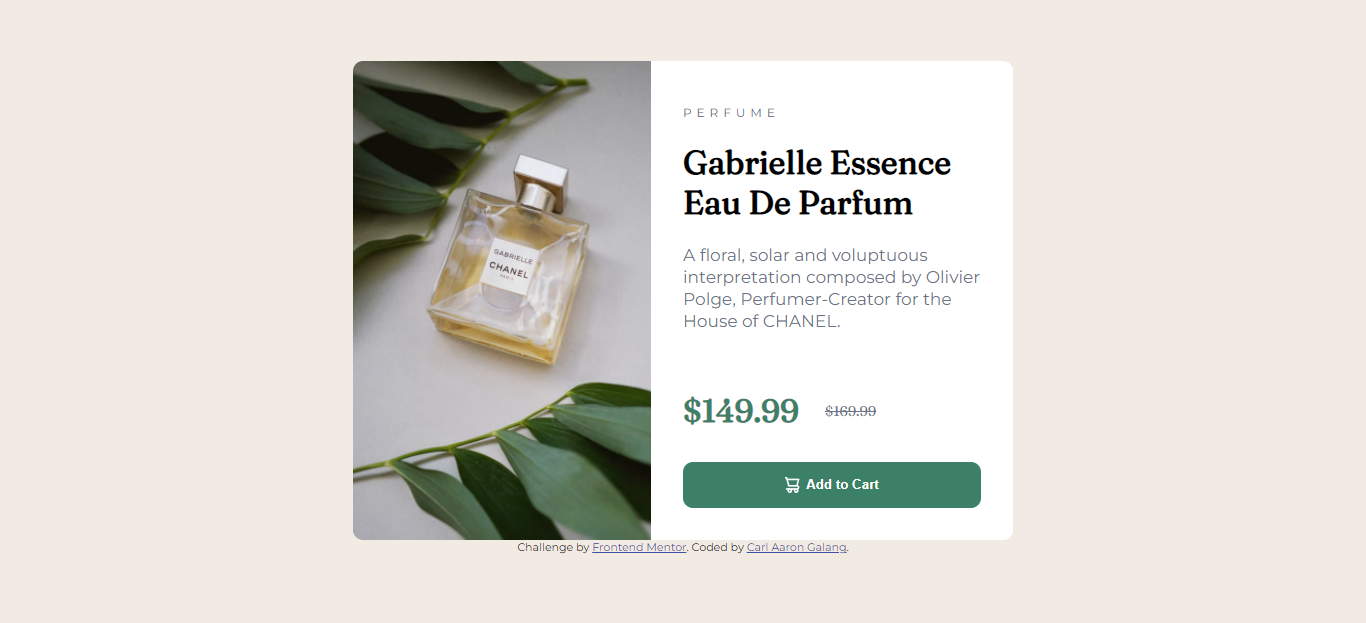 GABRIELLE
CHANEL
PARIS
PERFUME
Gabrielle Essence
Eau De Parfum
A floral, solar and voluptuous
interpretation composed by Olivier
Polge, Perfumer-Creator for the
House of CHANEL.
$149.99 $169.99
Add to Cart
Challenge by Frontend Mentor. Coded by Carl Aaron Galang.